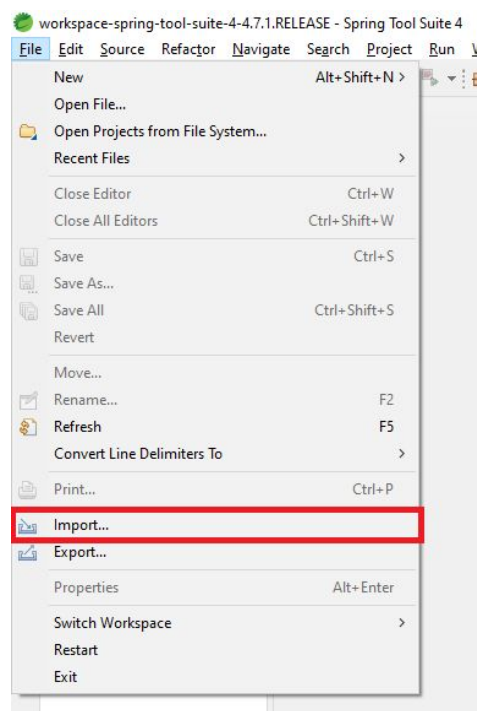 workspace-spring-tool-suite-4-4.7.1.RELEASE - Spring Tool Suite 4
File Edit Source Refactor Navigate Search Project Run
New Alt+Shift+N >
Open File...
Open Projects from File System...
Recent Files >
Close Editor Ctrl+W
Close All Editors Ctrl+Shift+W
Save Ctrl+S
Save As...
Save All Ctrl+Shift+S
Revert
Move...
Rename... F2
Refresh F5
Convert Line Delimiters To >
Print... Ctrl+P
Import...
Export...
Properties Alt+Enter
Switch Workspace >
Restart
Exit